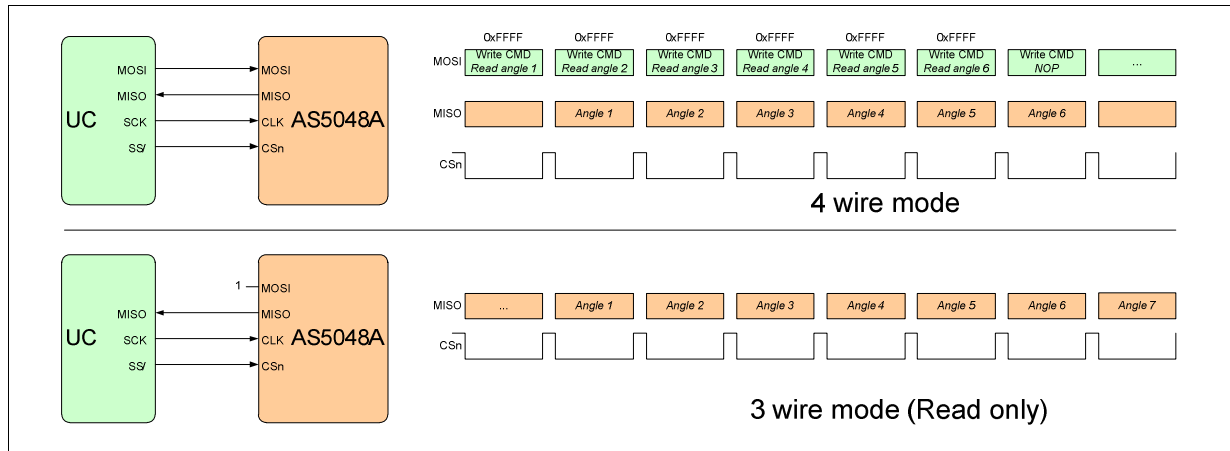 UC
MOSI
MISO
SCK
SS/
MOSI
MISO
CLK
CSn
AS5048A
0xFFFF 0xFFFF 0xFFFF 0xFFFF 0xFFFF 0xFFFF
MOSI
Write CMD Write CMD Write CMD Write CMD Write CMD Write CMD Write CMD
Read angle 1 Read angle 2 Read angle 3 Read angle 4 Read angle 5 Read angle 6 NOP ...
MISO Angle 1 Angle 2 Angle 3 Angle 4 Angle 5 Angle 6
CSn
4 wire mode
UC
MISO
SCK
SS/
1
MOSI
MISO
CLK
CSn
AS5048A
MISO ... Angle 1 Angle 2 Angle 3 Angle 4 Angle 5 Angle 6 Angle 7
CSn
3 wire mode (Read only)